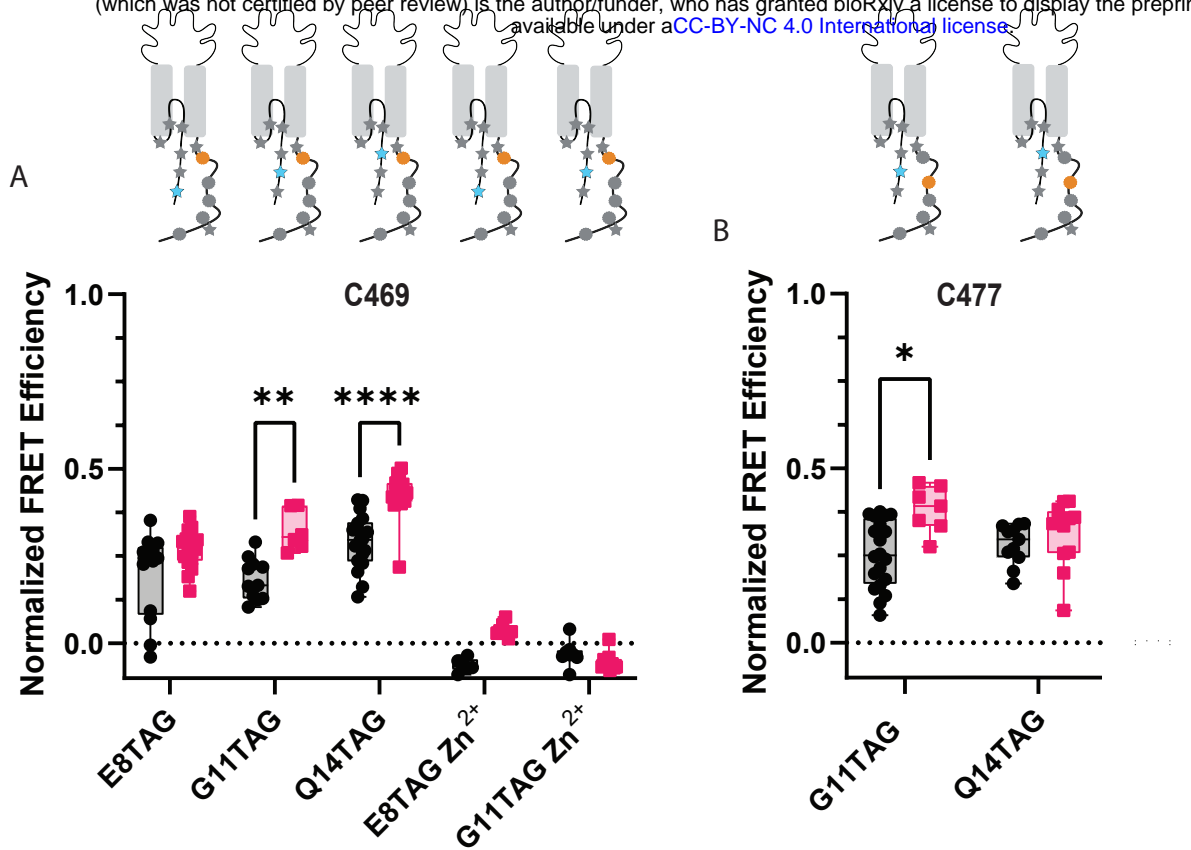 (which was not certified by peer review) is the author/funder, who has granted bioRxiv a license to display the preprin
available under aCC-BY-NC 4.0 International license.
A
B
Normalized FRET Efficiency
1.0
0.5
0.0
C469
**
****
E8TAG
G11TAG
Q14TAG
E8TAG Zn2+
G11TAG Zn2+
Normalized FRET Efficiency
1.0
0.5
0.0
C477
*
G11TAG
Q14TAG